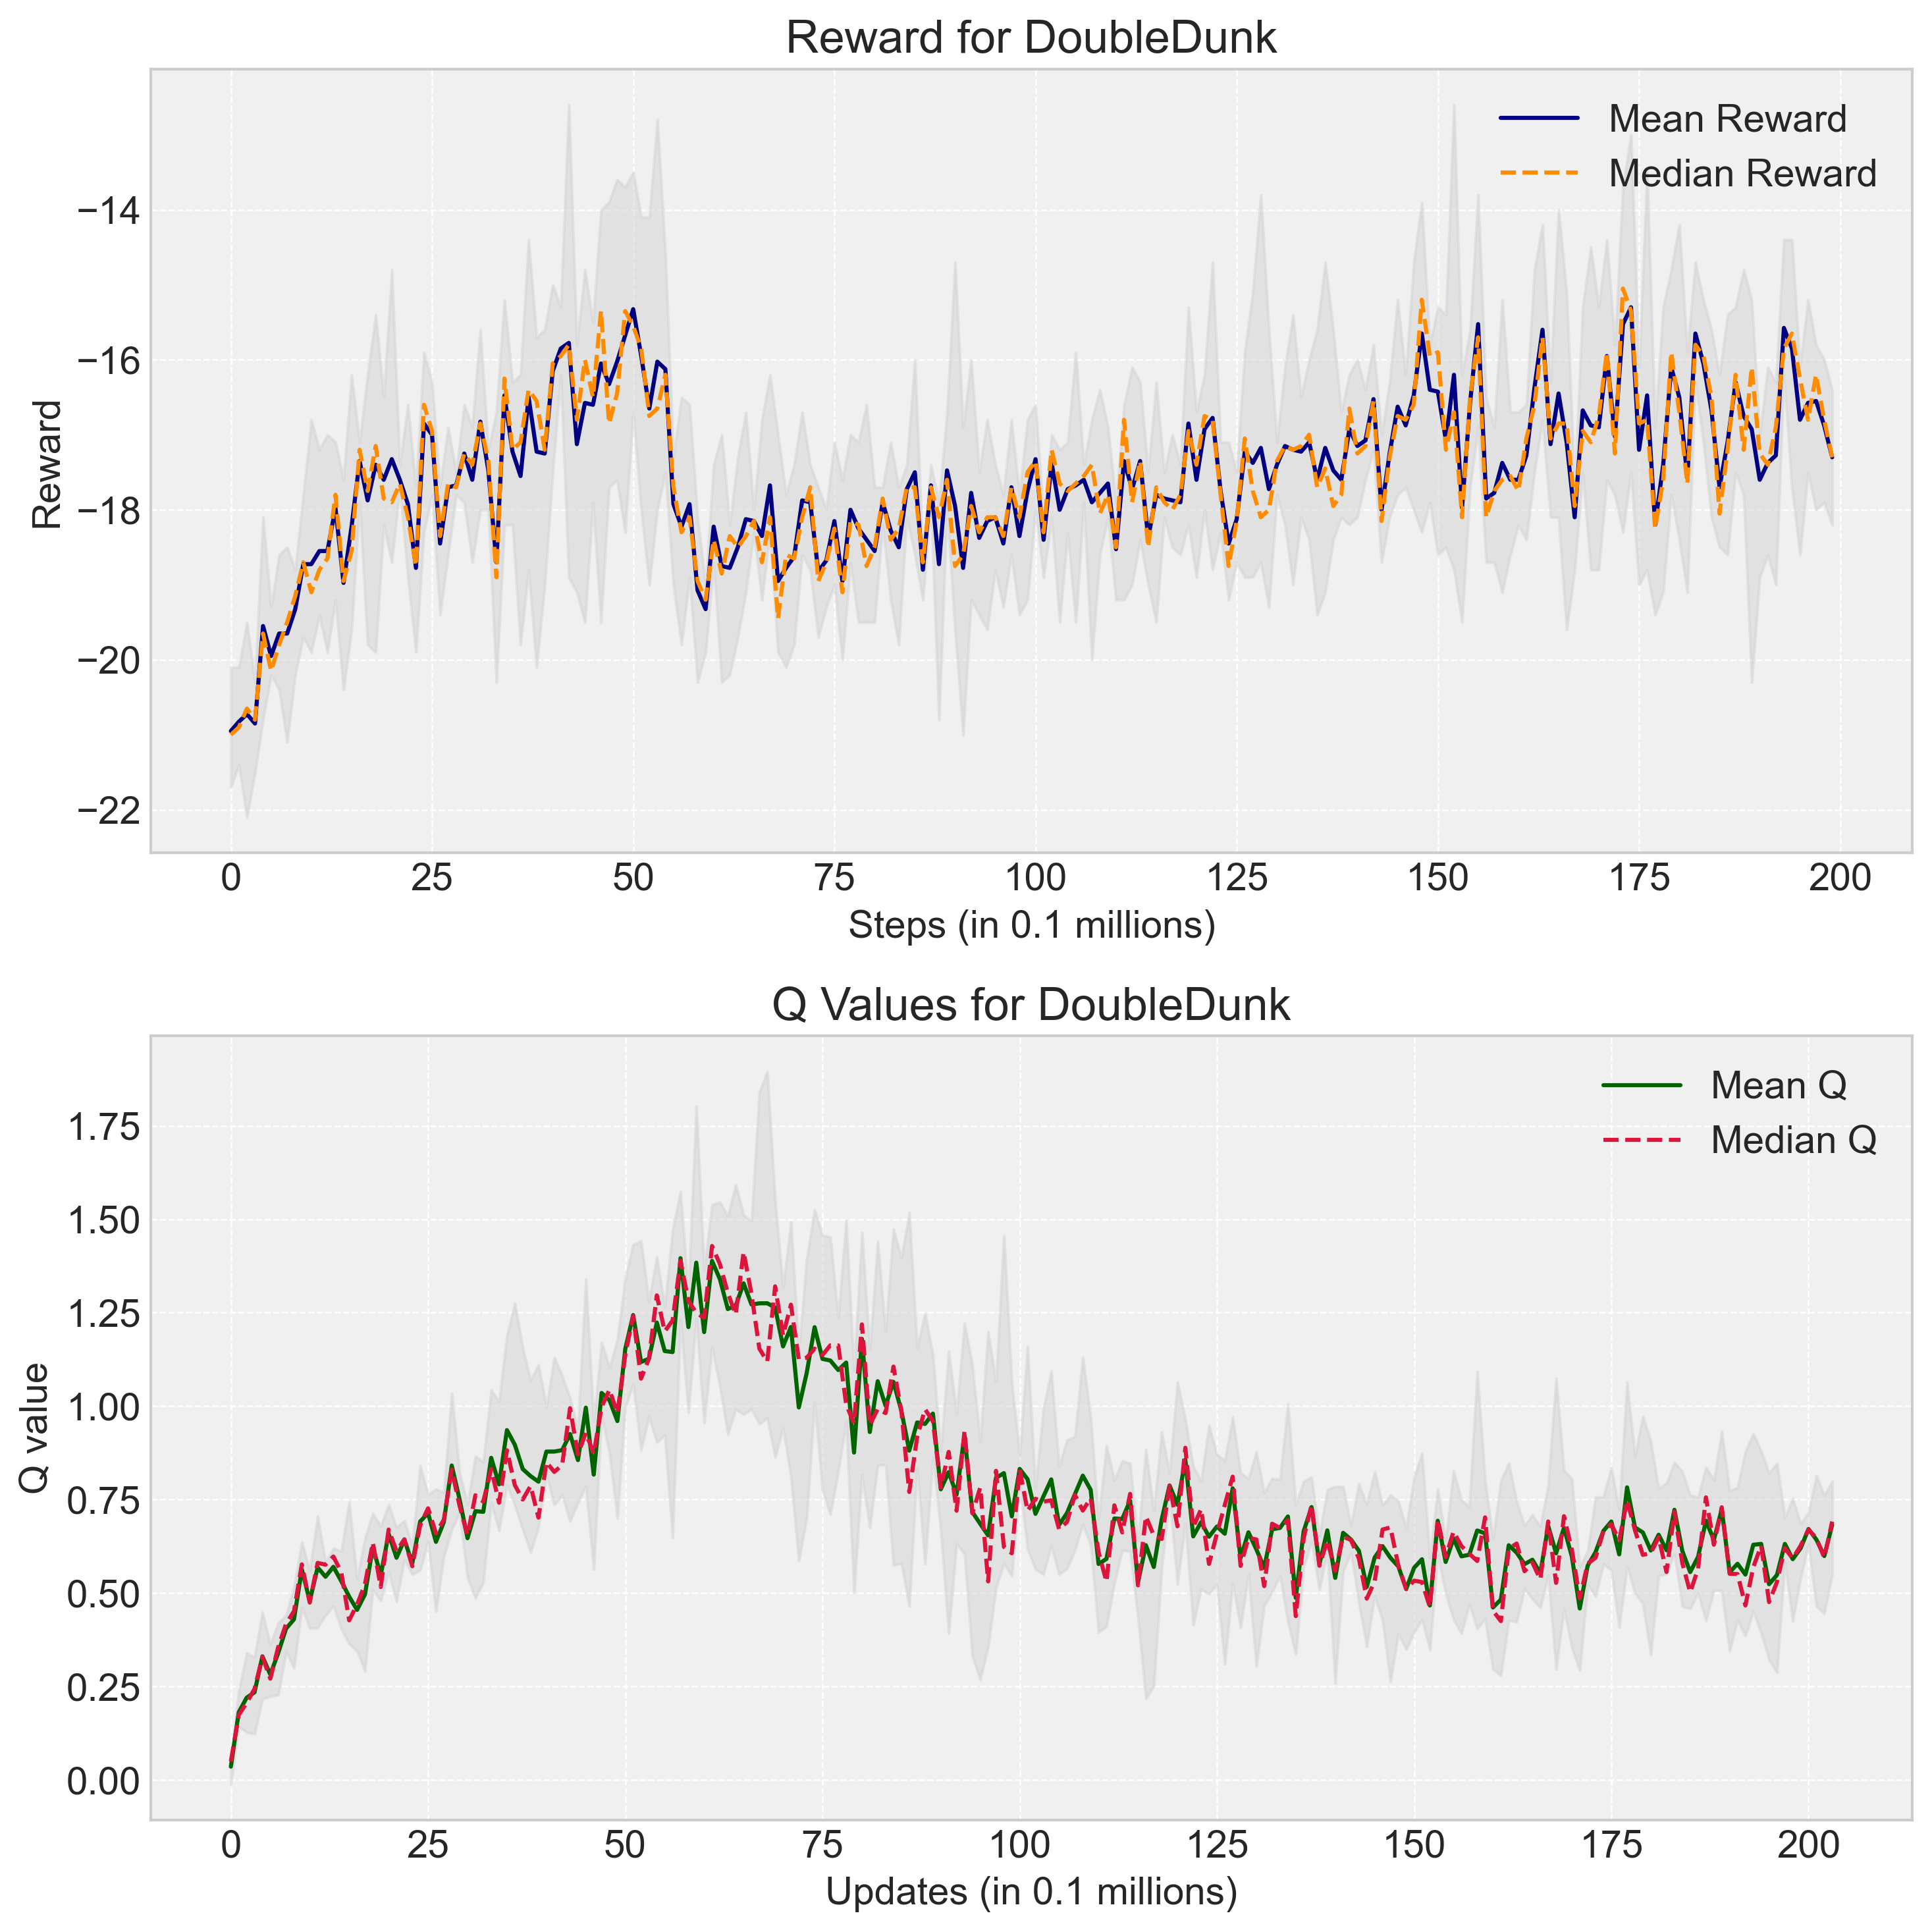 Reward for DoubleDunk
Mean Reward
Median Reward
Reward
−14
−16
−18
−20
−22
0 25 50 75 100 125 150 175 200
Steps (in 0.1 millions)
Q Values for DoubleDunk
Mean Q
Median Q
Q value
1.75
1.50
1.25
1.00
0.75
0.50
0.25
0.00
0 25 50 75 100 125 150 175 200
Updates (in 0.1 millions)